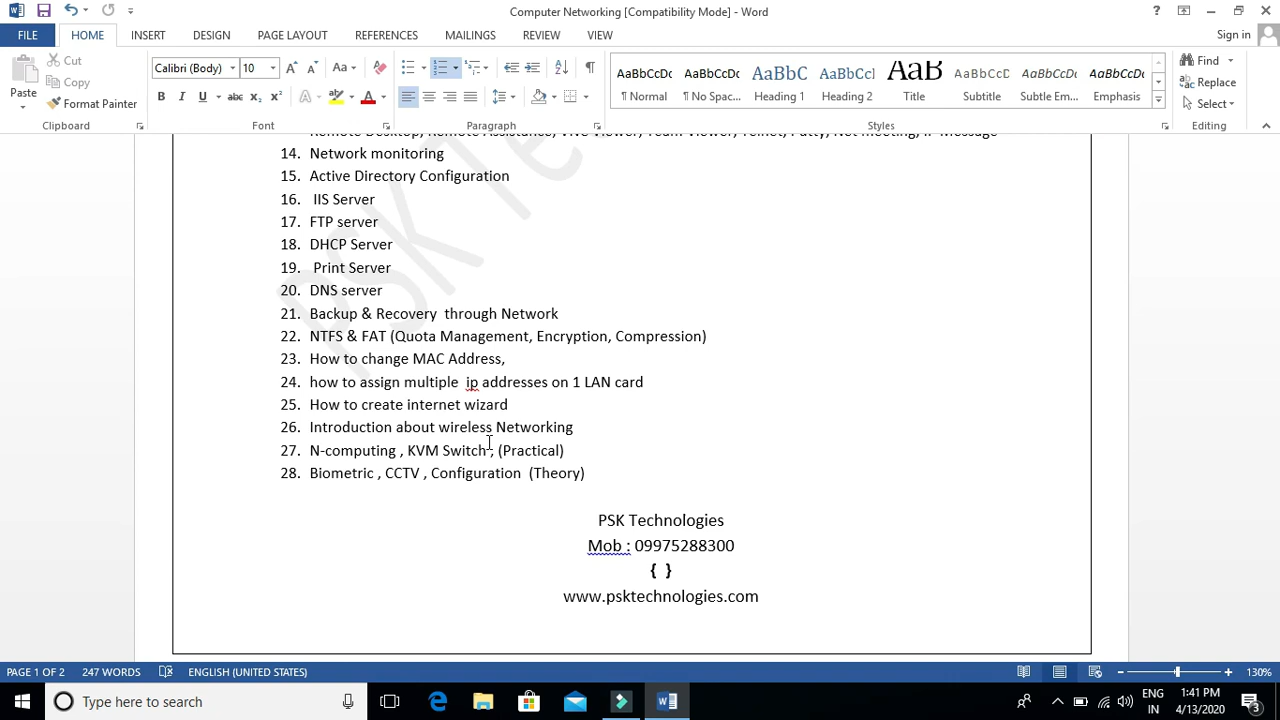 Computer Networking [Compatibility Mode] - Word
FILE HOME INSERT DESIGN PAGE LAYOUT REFERENCES MAILINGS REVIEW VIEW Sign in
Paste
Cut
Copy
Format Painter
Clipboard
Calibri (Body) 10
Font
Paragraph
AaBbCcDc AaBbCcDc AaBbC AaBbCcl AaB AaBbCcD AaBbCcDc AaBbCcDc
¶ Normal ¶ No Spac... Heading 1 Heading 2 Title Subtitle Subtle Em... Emphasis
Styles
Find
Replace
Select
Editing
Remote Desktop, Remote Assistance, Team Viewer, Telnet, Putty, Net meeting, IP Message
14. Network monitoring
15. Active Directory Configuration
16. IIS Server
17. FTP server
18. DHCP Server
19. Print Server
20. DNS server
21. Backup & Recovery through Network
22. NTFS & FAT (Quota Management, Encryption, Compression)
23. How to change MAC Address,
24. how to assign multiple ip addresses on 1 LAN card
25. How to create internet wizard
26. Introduction about wireless Networking
27. N-computing , KVM Switch , (Practical)
28. Biometric , CCTV , Configuration (Theory)
PSK Technologies
Mob : 09975288300
{ }
www.psktechnologies.com
PSK Te
PAGE 1 OF 2 247 WORDS ENGLISH (UNITED STATES) 130%
Type here to search
ENG
IN
1:41 PM
4/13/2020
3